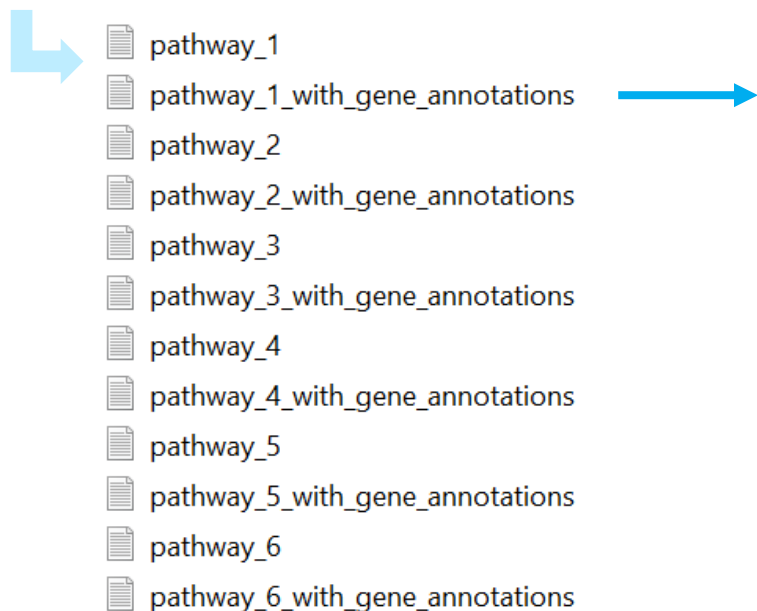 pathway_1
pathway_1_with_gene_annotations
pathway_2
pathway_2_with_gene_annotations
pathway_3
pathway_3_with_gene_annotations
pathway_4
pathway_4_with_gene_annotations
pathway_5
pathway_5_with_gene_annotations
pathway_6
pathway_6_with_gene_annotations